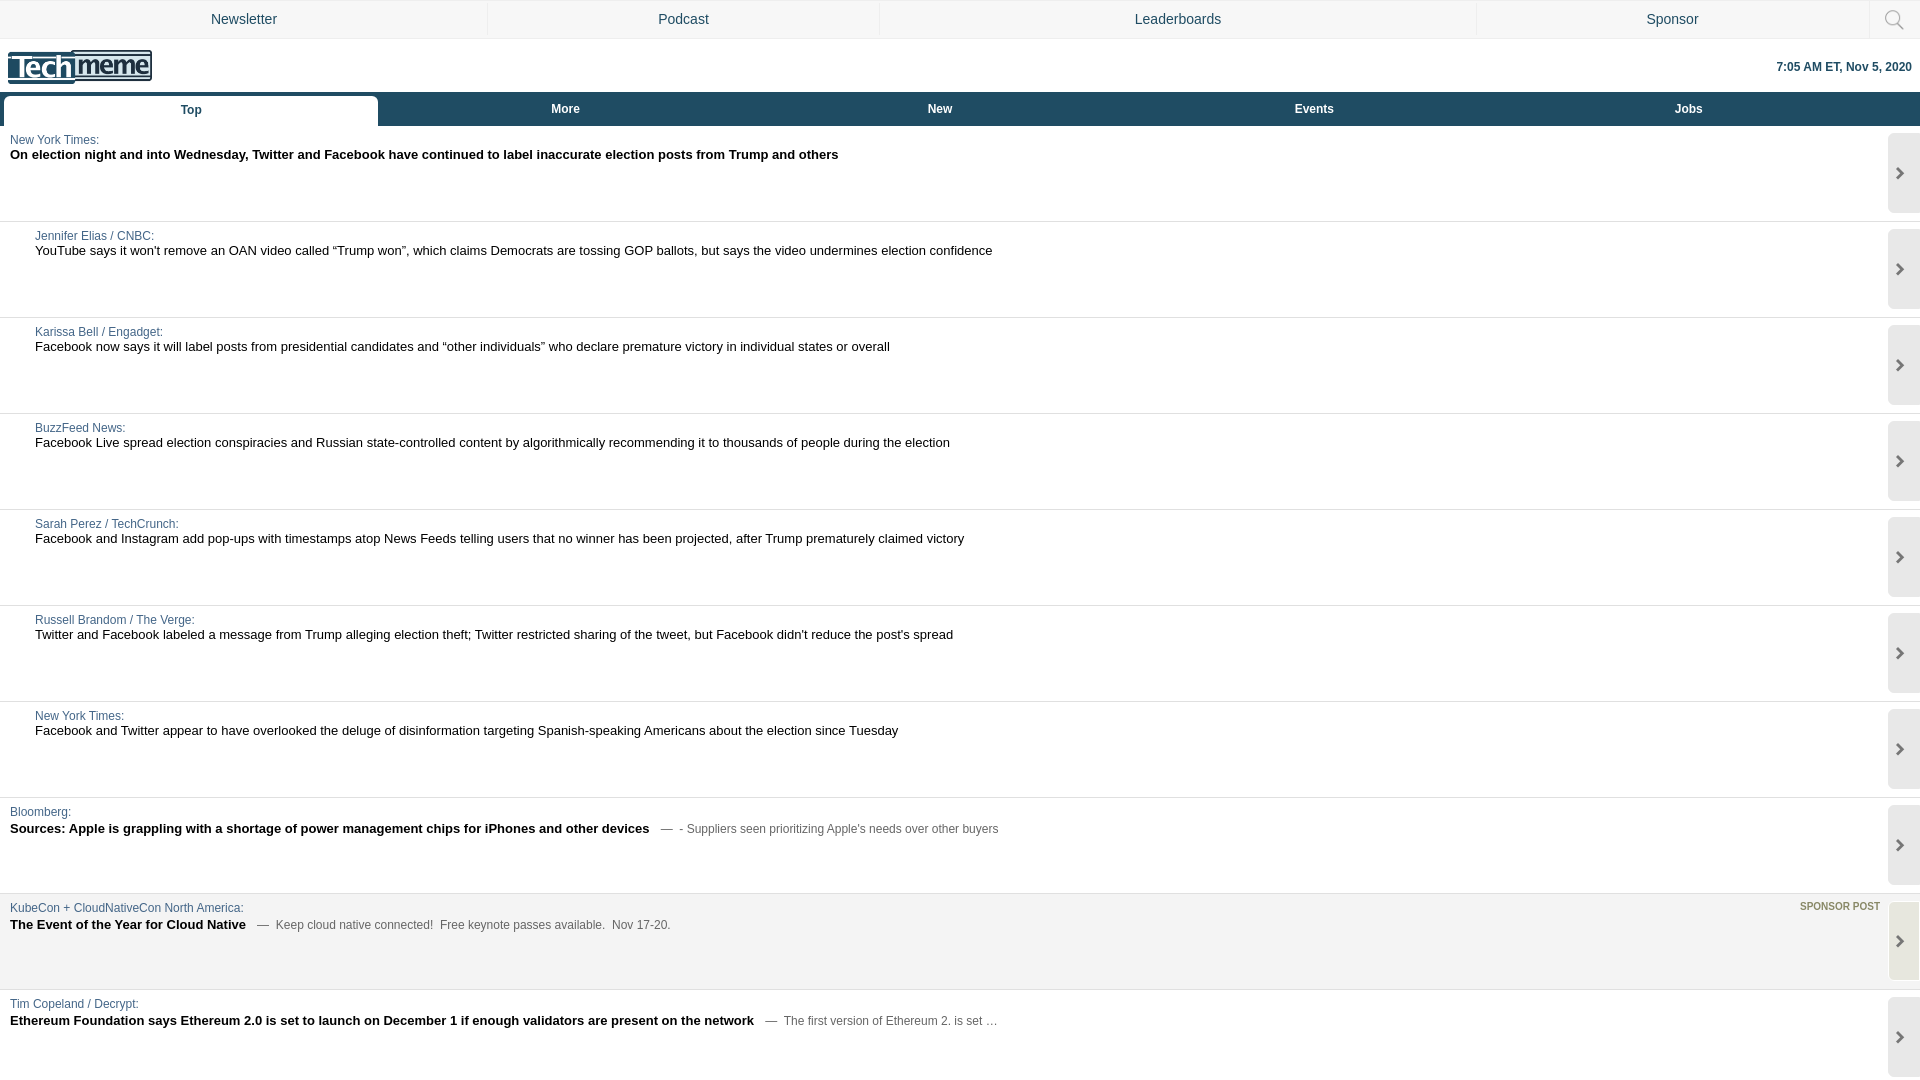 Newsletter Podcast Leaderboards Sponsor
Techmeme 7:05 AM ET, Nov 5, 2020
Top More New Events Jobs
New York Times:
On election night and into Wednesday, Twitter and Facebook have continued to label inaccurate election posts from Trump and others
Jennifer Elias / CNBC:
YouTube says it won't remove an OAN video called “Trump won”, which claims Democrats are tossing GOP ballots, but says the video undermines election confidence
Karissa Bell / Engadget:
Facebook now says it will label posts from presidential candidates and “other individuals” who declare premature victory in individual states or overall
BuzzFeed News:
Facebook Live spread election conspiracies and Russian state-controlled content by algorithmically recommending it to thousands of people during the election
Sarah Perez / TechCrunch:
Facebook and Instagram add pop-ups with timestamps atop News Feeds telling users that no winner has been projected, after Trump prematurely claimed victory
Russell Brandom / The Verge:
Twitter and Facebook labeled a message from Trump alleging election theft; Twitter restricted sharing of the tweet, but Facebook didn't reduce the post's spread
New York Times:
Facebook and Twitter appear to have overlooked the deluge of disinformation targeting Spanish-speaking Americans about the election since Tuesday
Bloomberg:
Sources: Apple is grappling with a shortage of power management chips for iPhones and other devices — - Suppliers seen prioritizing Apple's needs over other buyers
KubeCon + CloudNativeCon North America: SPONSOR POST
The Event of the Year for Cloud Native — Keep cloud native connected! Free keynote passes available. Nov 17-20.
Tim Copeland / Decrypt:
Ethereum Foundation says Ethereum 2.0 is set to launch on December 1 if enough validators are present on the network — The first version of Ethereum 2. is set …